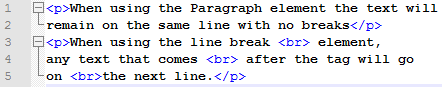 1 <p>When using the Paragraph element the text will
2 remain on the same line with no breaks</p>
3 <p>When using the line break <br> element,
4 any text that comes <br> after the tag will go
5 on <br>the next line.</p>